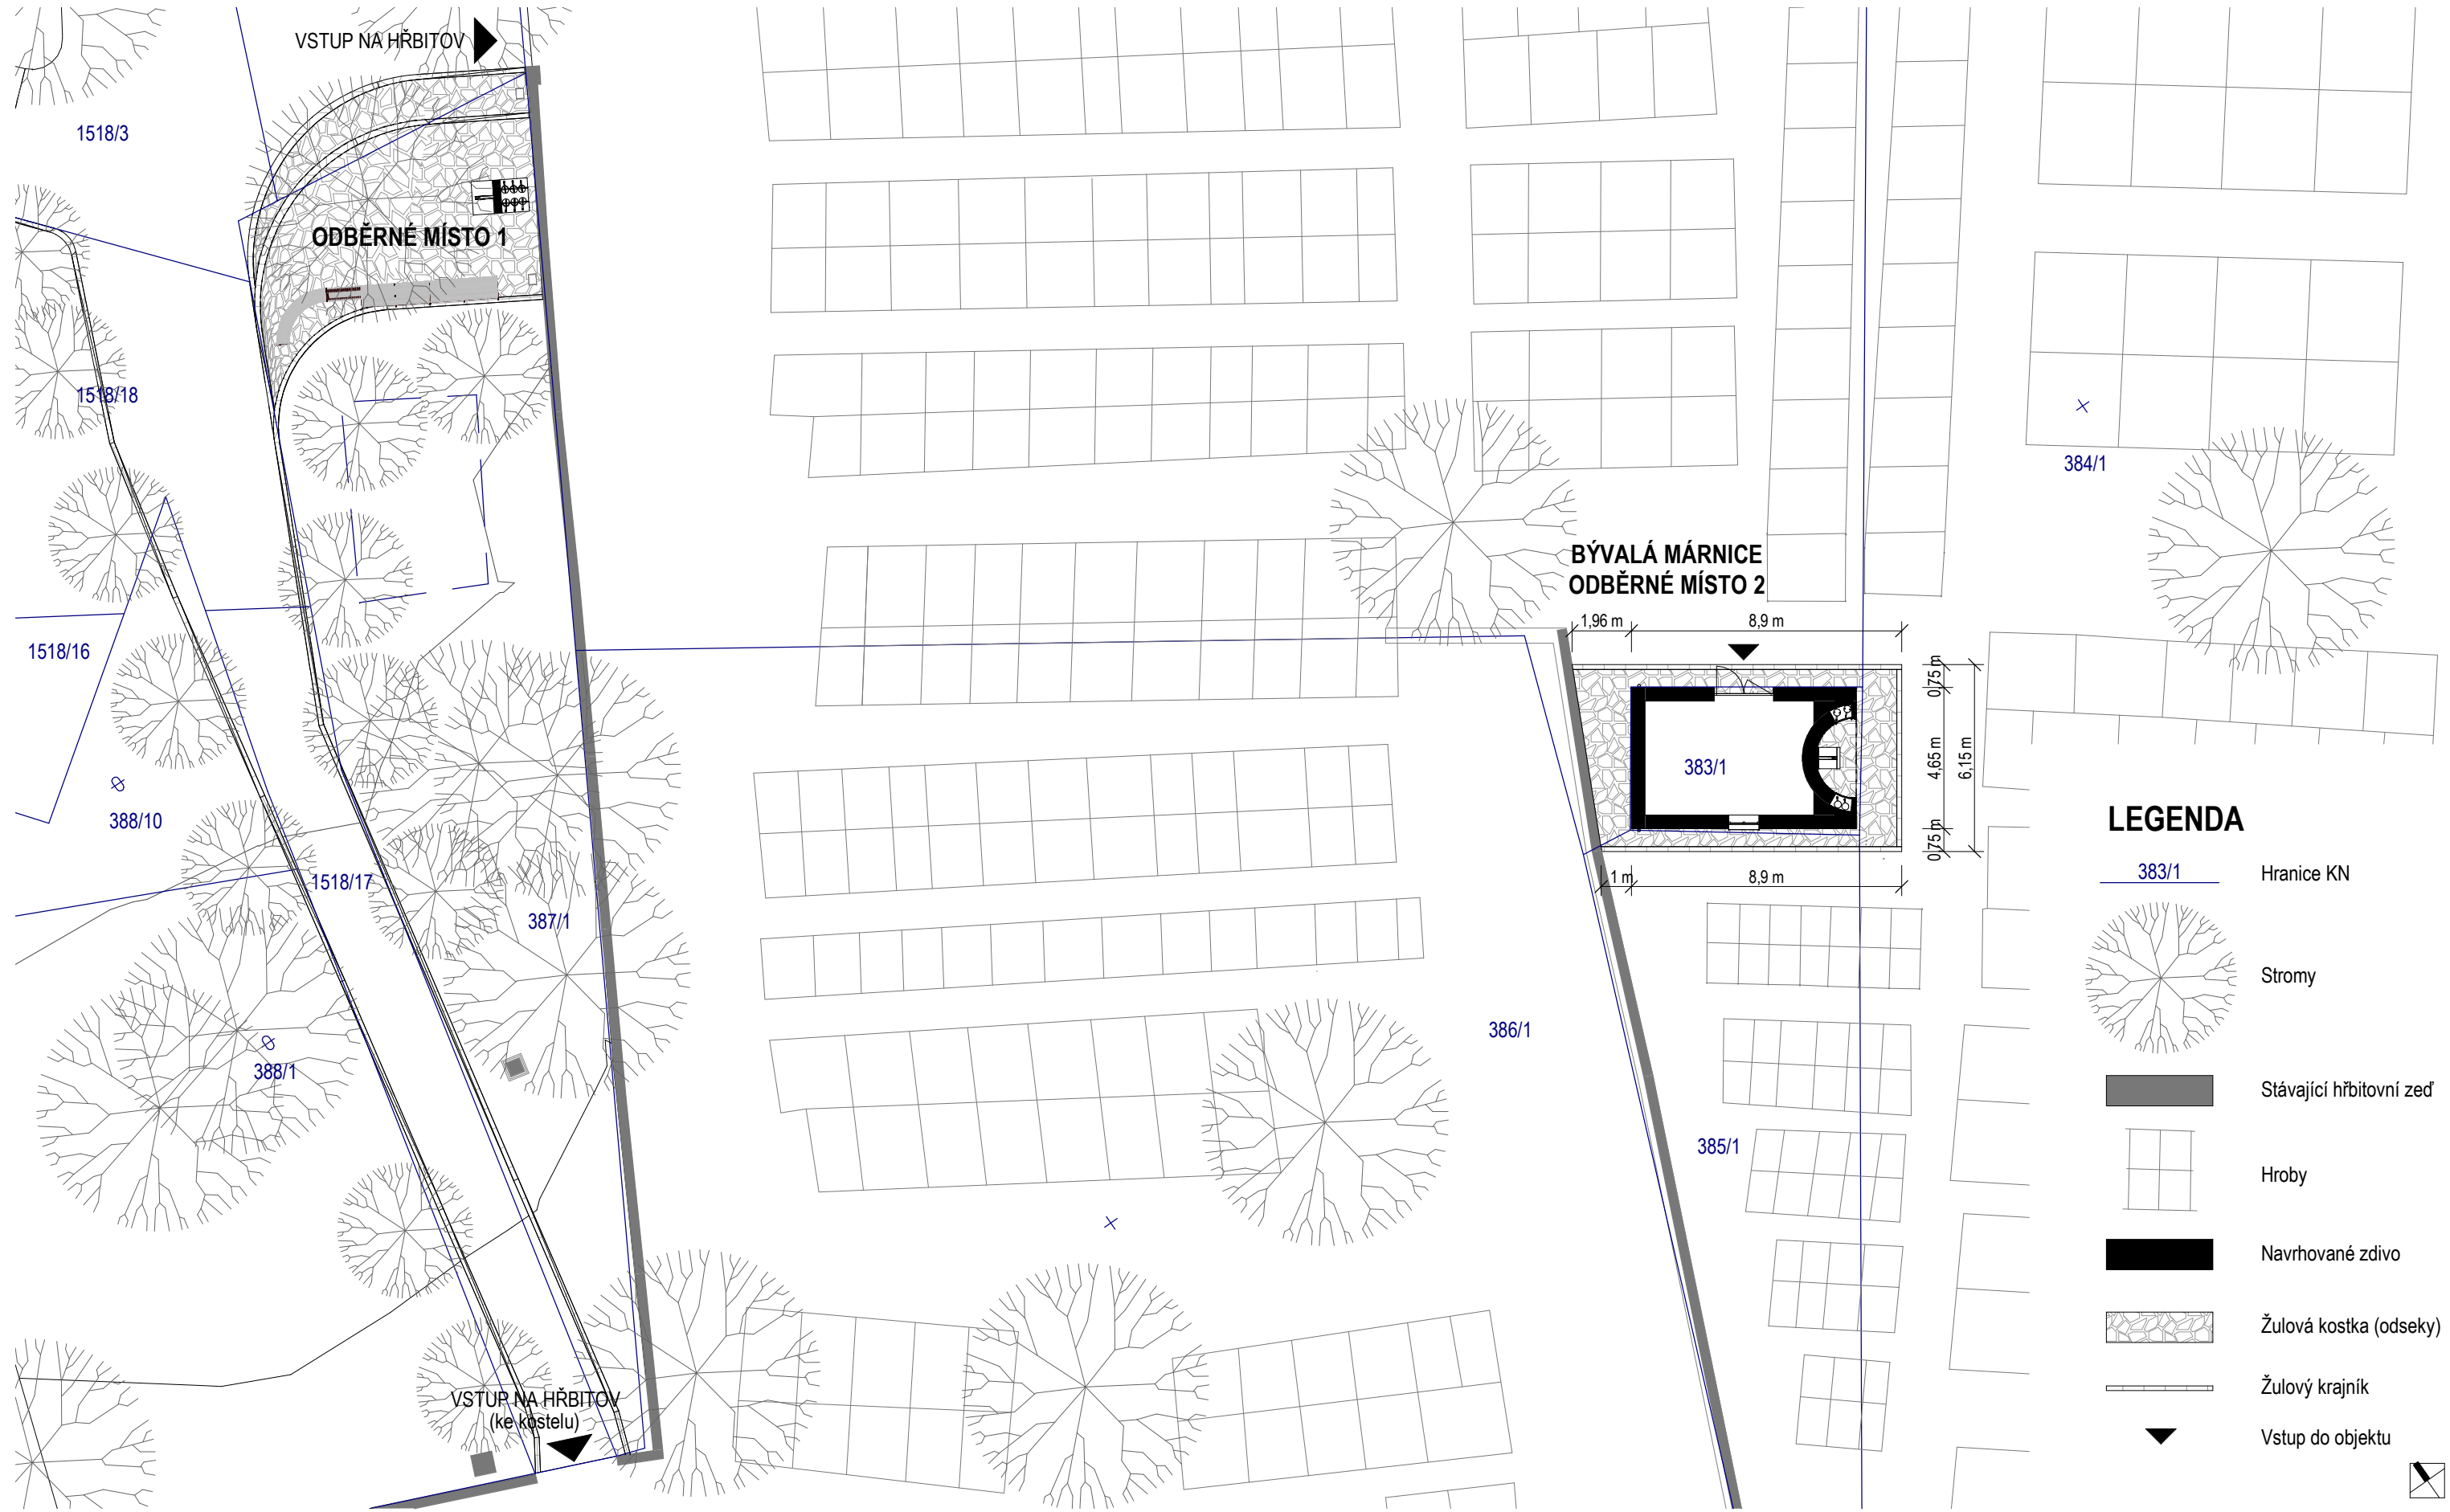 VSTUP NA HŘBITOV
1518/3
ODBĚRNÉ MÍSTO 1
1518/18
384/1
BÝVALÁ MÁRNICE
ODBĚRNÉ MÍSTO 2
1,96 m
8,9 m
1518/16
0,75 m
4,65 m
6,15 m
0,75 m
383/1
388/10
1 m
8,9 m
1518/17
387/1
386/1
388/1
385/1
VSTUP NA HŘBITOV
(ke kostelu)
LEGENDA
383/1
Hranice KN
Stromy
Stávající hřbitovní zeď
Hroby
Navrhované zdivo
Žulová kostka (odseky)
Žulový krajník
Vstup do objektu